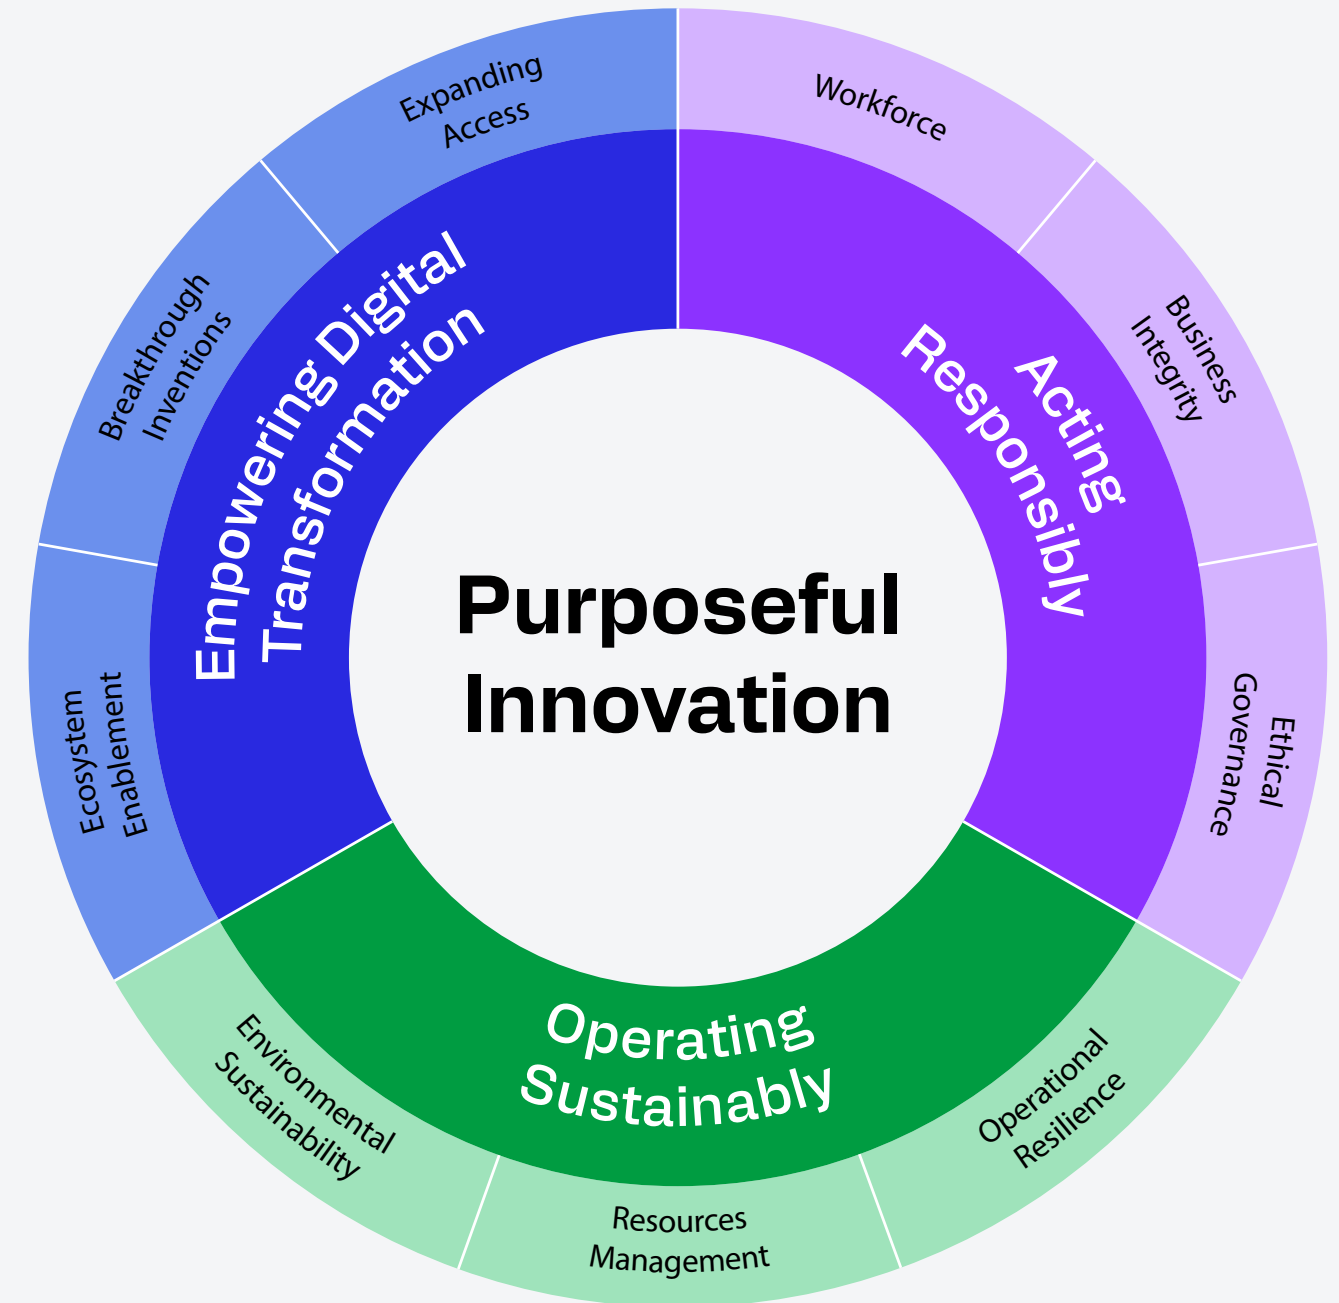 Purposeful
Innovation
Empowering Digital
Transformation
Expanding
Access
Breakthrough
Inventions
Ecosystem
Enablement
Acting
Responsibly
Workforce
Business
Integrity
Ethical
Governance
Operating
Sustainably
Operational
Resilience
Resources
Management
Environmental
Sustainability